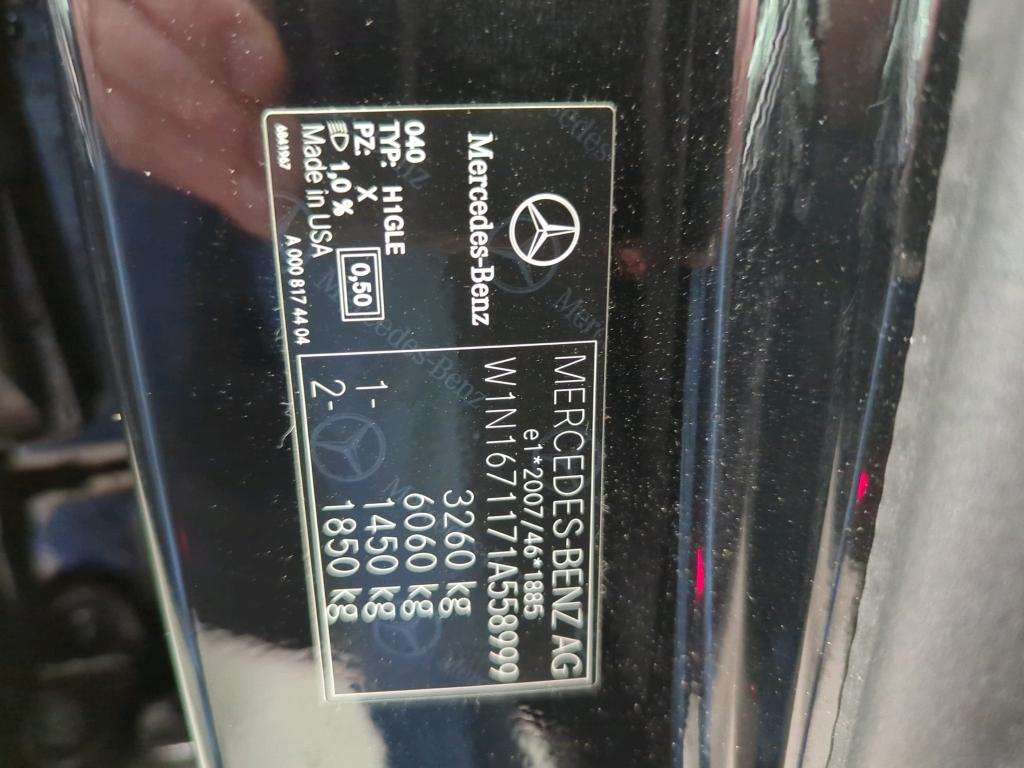 Mercedes-Benz
040
TYP: H1GLE
PZ: X
0,50
1,0 %
Made in USA
A 000 817 44 04
MERCEDES-BENZ AG
e1*2007/46*1885
W1N1671171A558999
3260 kg
6060 kg
1- 1450 kg
2- 1850 kg